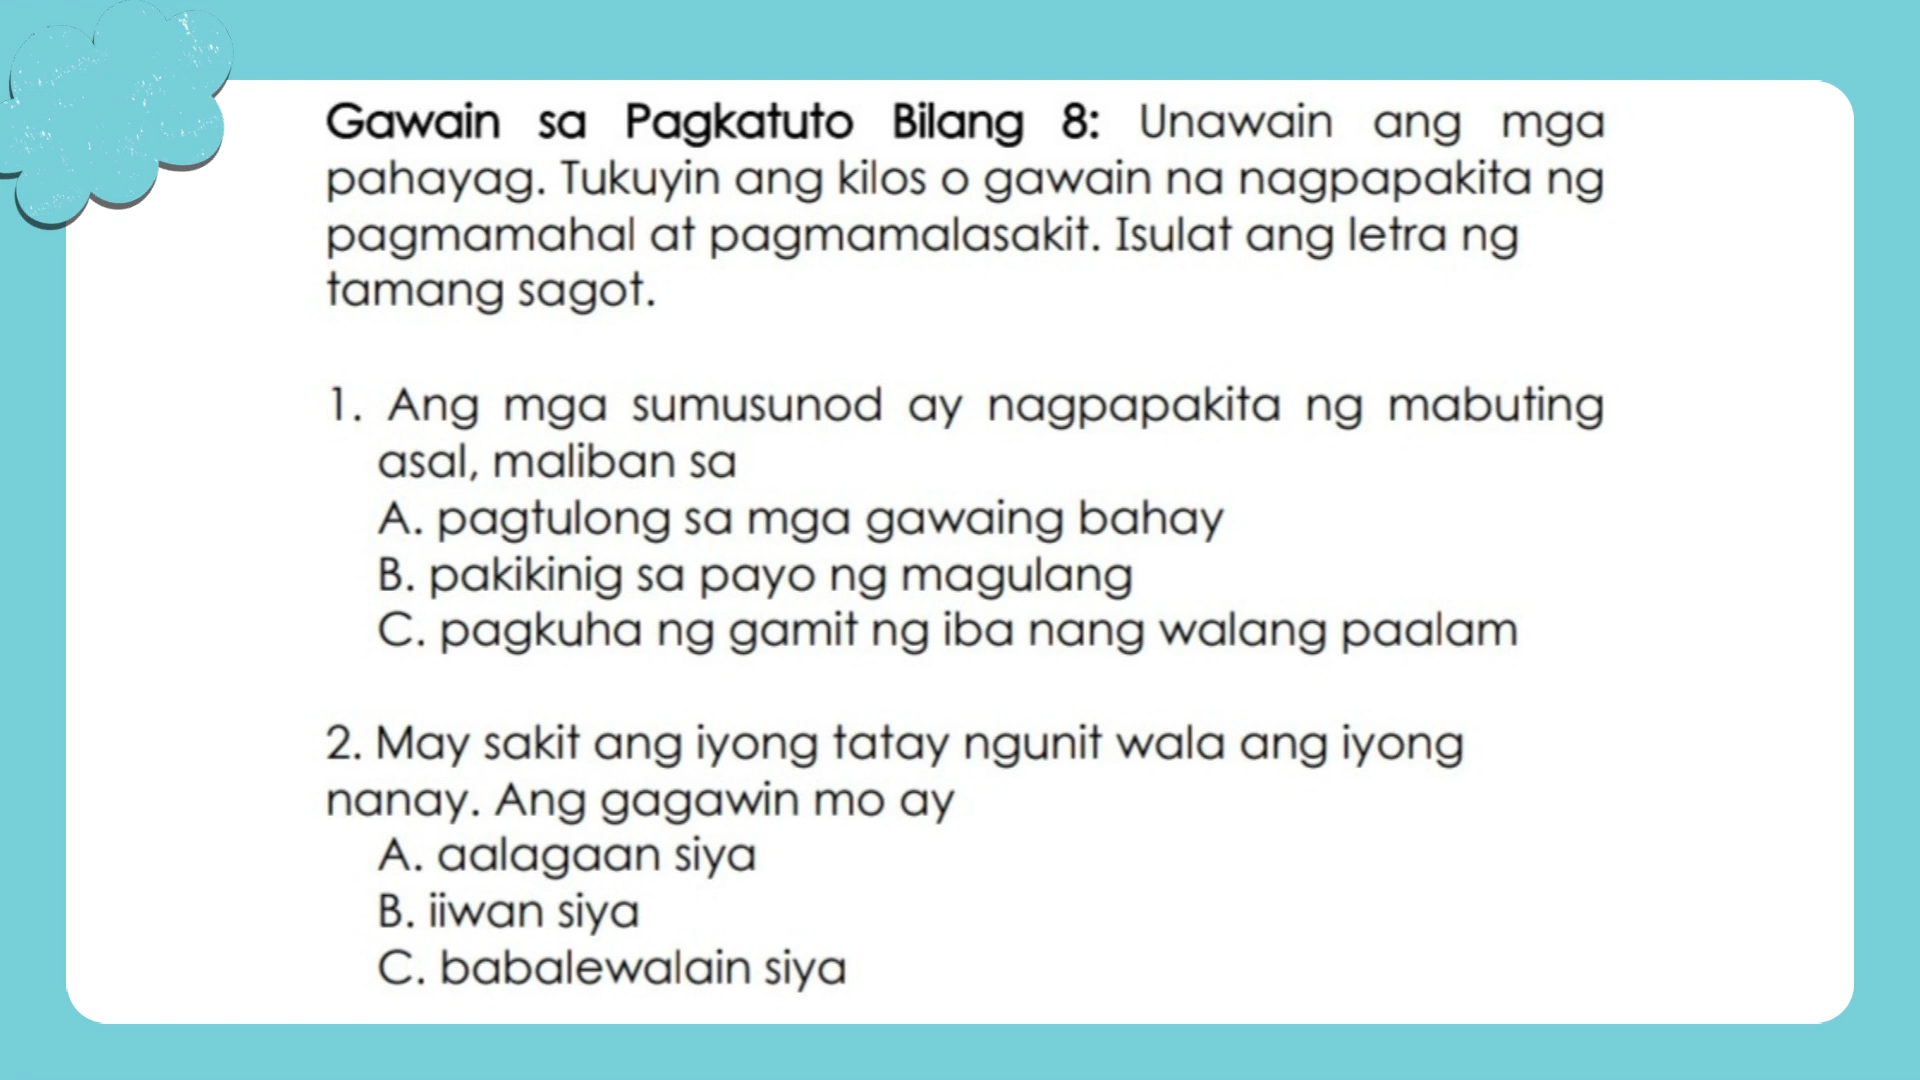 Gawain sa Pagkatuto Bilang 8: Unawain ang mga
pahayag. Tukuyin ang kilos o gawain na nagpapakita ng
pagmamahal at pagmamalasakit. Isulat ang letra ng
tamang sagot.
1. Ang mga sumusunod ay nagpapakita ng mabuting
asal, maliban sa
A. pagtulong sa mga gawaing bahay
B. pakikinig sa payo ng magulang
C. pagkuha ng gamit ng iba nang walang paalam
2. May sakit ang iyong tatay ngunit wala ang iyong
nanay. Ang gagawin mo ay
A. aalagaan siya
B. iiwan siya
C. babalewalain siya